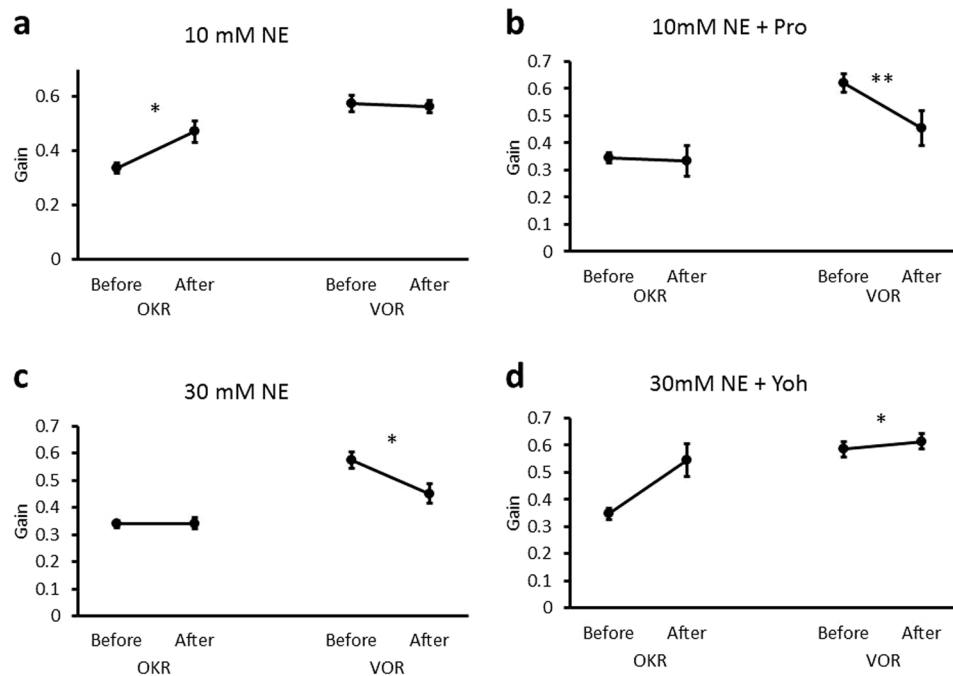 a
10 mM NE
Gain
0.6
0.4
0.2
0
*
Before After Before After
OKR VOR
b
10mM NE + Pro
Gain
0.7
0.6
0.5
0.4
0.3
0.2
0.1
0
**
Before After Before After
OKR VOR
c
30 mM NE
Gain
0.7
0.6
0.5
0.4
0.3
0.2
0.1
0
*
Before After Before After
OKR VOR
d
30mM NE + Yoh
Gain
0.7
0.6
0.5
0.4
0.3
0.2
0.1
0
*
Before After Before After
OKR VOR